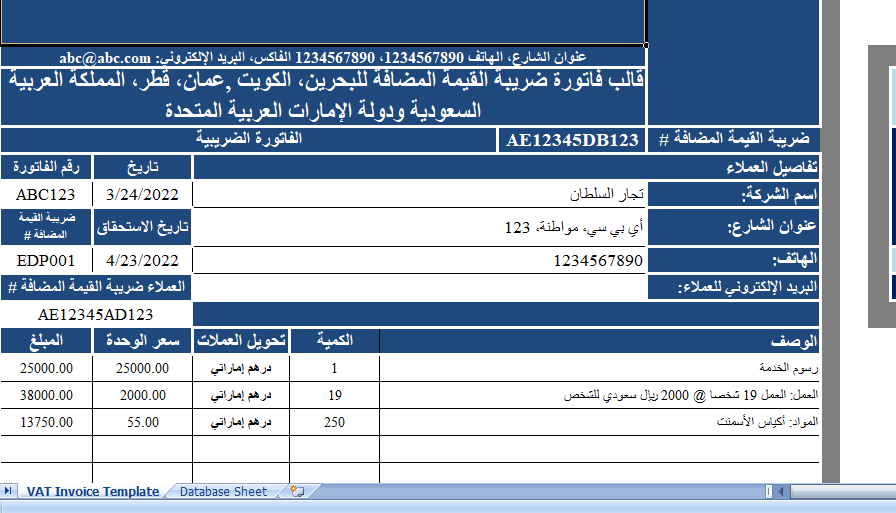 عنوان الشارع، الهاتف 1234567890، 1234567890 الفاكس، البريد الإلكتروني: abc@abc.com
قالب فاتورة ضريبة القيمة المضافة للبحرين، الكويت ,عمان، قطر، المملكة العربية
السعودية ودولة الإمارات العربية المتحدة
ضريبة القيمة المضافة # AE12345DB123 الفاتورة الضريبية
تفاصيل العملاء تاريخ رقم الفاتورة
اسم الشركة: تجار السلطان 3/24/2022 ABC123
عنوان الشارع: أي بي سي، مواطنة، 123 تاريخ الاستحقاق ضريبة القيمة
المضافة #
الهاتف: 1234567890 4/23/2022 EDP001
البريد الإلكتروني للعملاء: العملاء ضريبة القيمة المضافة #
AE12345AD123
الوصف الكمية تحويل العملات سعر الوحدة المبلغ
رسوم الخدمة 1 درهم إماراتي 25000.00 25000.00
العمل: العمل 19 شخصا @ 2000 ريال سعودي للشخص 19 درهم إماراتي 2000.00 38000.00
المواد: أكياس الأسمنت 250 درهم إماراتي 55.00 13750.00
VAT Invoice Template Database Sheet